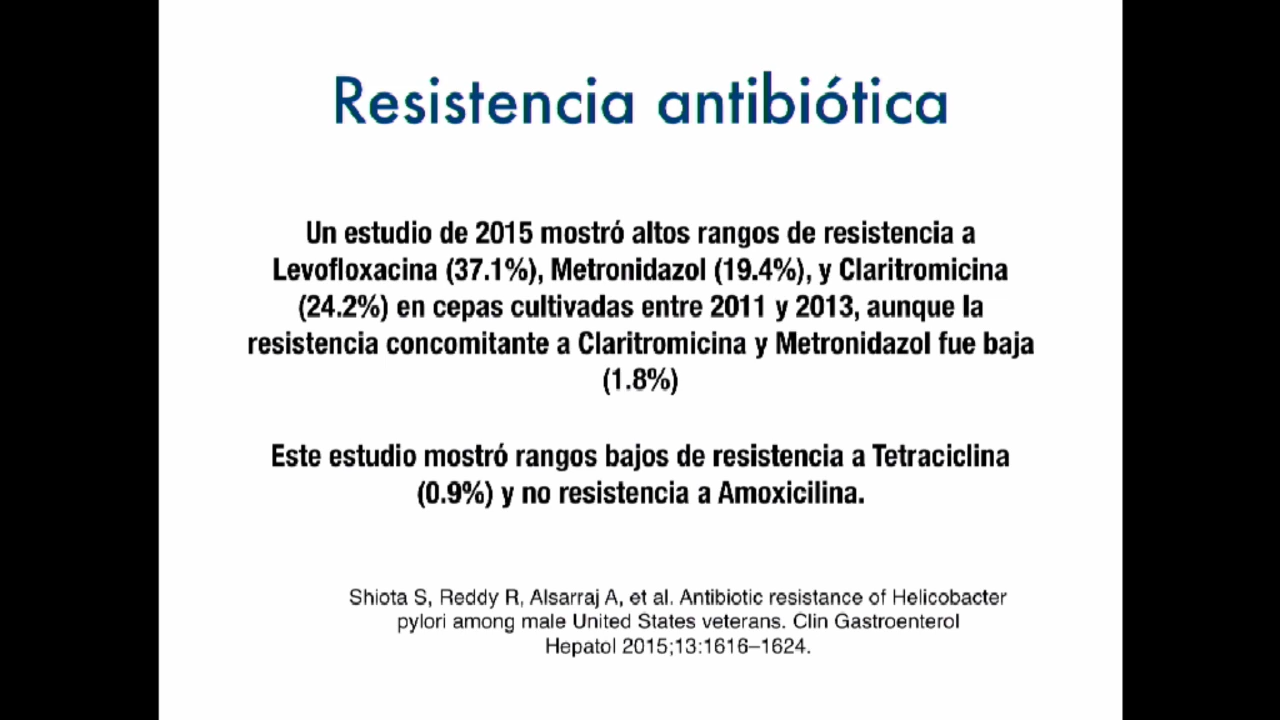 Resistencia antibiótica
Un estudio de 2015 mostró altos rangos de resistencia a
Levofloxacina (37.1%), Metronidazol (19.4%), y Claritromicina
(24.2%) en cepas cultivadas entre 2011 y 2013, aunque la
resistencia concomitante a Claritromicina y Metronidazol fue baja
(1.8%)
Este estudio mostró rangos bajos de resistencia a Tetraciclina
(0.9%) y no resistencia a Amoxicilina.
Shiota S, Reddy R, Alsarraj A, et al. Antibiotic resistance of Helicobacter
pylori among male United States veterans. Clin Gastroenterol
Hepatol 2015;13:1616–1624.